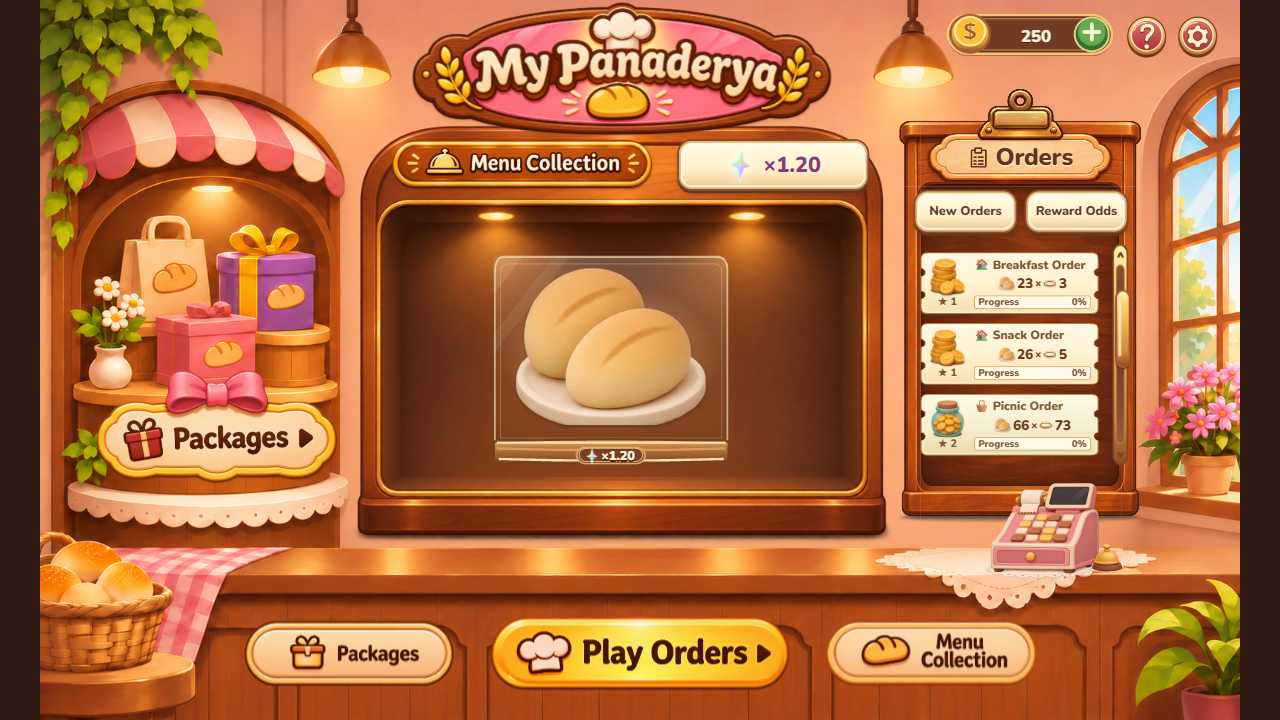 My Panaderya
$ 250 +
?
Menu Collection
×1.20
Orders
New Orders
Reward Odds
Breakfast Order
23 × 3
★ 1
Progress 0%
Snack Order
26 × 5
★ 1
Progress 0%
Picnic Order
66 × 73
★ 2
Progress 0%
×1.20
Packages
Packages
Play Orders
Menu
Collection